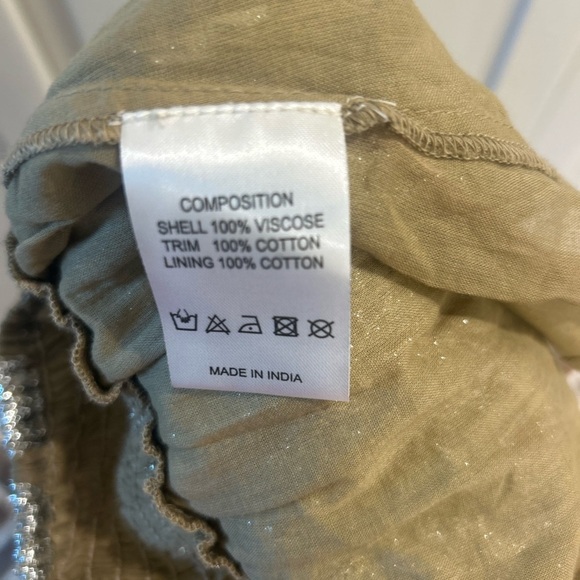 COMPOSITION
SHELL 100% VISCOSE
TRIM 100% COTTON
LINING 100% COTTON
MADE IN INDIA